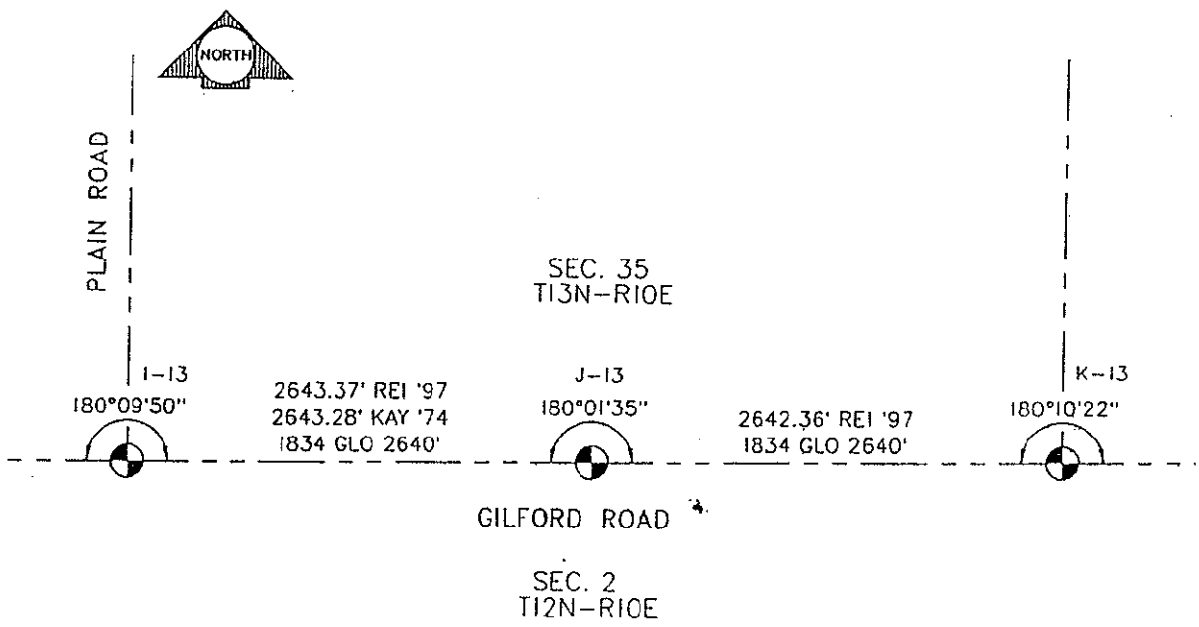 NORTH
PLAIN ROAD
SEC. 35
T13N-R10E
I-13
180°09'50"
2643.37' REI '97
2643.28' KAY '74
1834 GLO 2640'
J-13
180°01'35"
2642.36' REI '97
1834 GLO 2640'
K-13
180°10'22"
GILFORD ROAD
SEC. 2
T12N-R10E